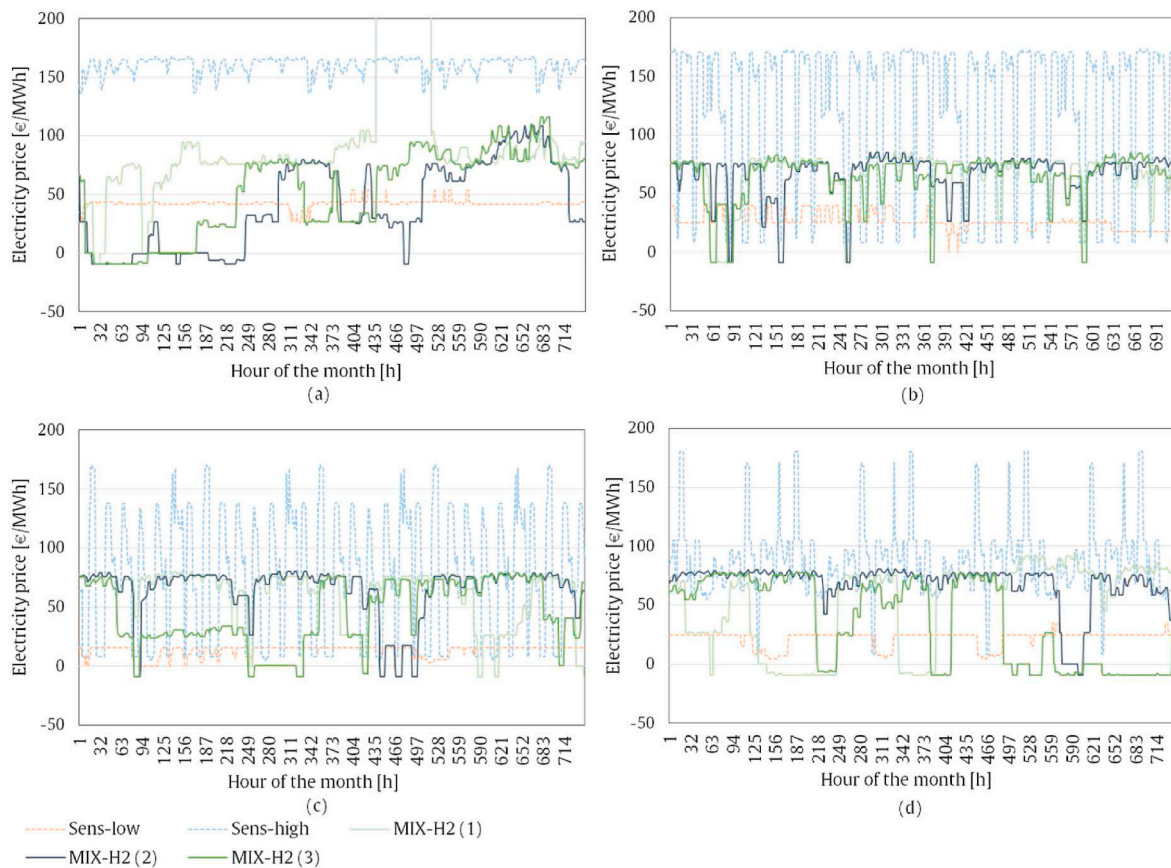 200
150
100
50
0
-50
Electricity price [€/MWh]
1 32 63 94 125 156 187 218 249 280 311 342 373 404 435 466 497 528 559 590 621 652 683 714
Hour of the month [h]
(a)
200
150
100
50
0
-50
Electricity price [€/MWh]
1 31 61 91 121 151 181 211 241 271 301 331 361 391 421 451 481 511 541 571 601 631 661 691
Hour of the month [h]
(b)
200
150
100
50
0
-50
Electricity price [€/MWh]
1 32 63 94 125 156 187 218 249 280 311 342 373 404 435 466 497 528 559 590 621 652 683 714
Hour of the month [h]
(c)
200
150
100
50
0
-50
Electricity price [€/MWh]
1 32 63 94 125 156 187 218 249 280 311 342 373 404 435 466 497 528 559 590 621 652 683 714
Hour of the month [h]
(d)
Sens-low Sens-high MIX-H2 (1)
MIX-H2 (2) MIX-H2 (3)